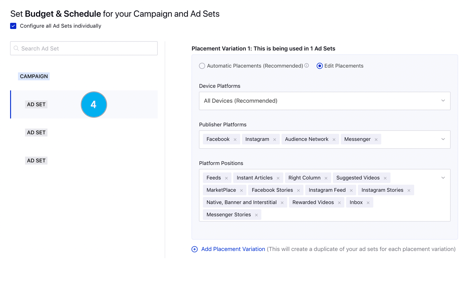 Set Budget & Schedule for your Campaign and Ad Sets
Configure all Ad Sets individually
Search Ad Set
CAMPAIGN
AD SET
4
AD SET
AD SET
Placement Variation 1: This is being used in 1 Ad Sets
Automatic Placements (Recommended)
Edit Placements
Device Platforms
All Devices (Recommended)
Publisher Platforms
Facebook × Instagram × Audience Network × Messenger ×
Platform Positions
Feeds × Instant Articles × Right Column × Suggested Videos ×
MarketPlace × Facebook Stories × Instagram Feed × Instagram Stories ×
Native, Banner and Interstitial × Rewarded Videos × Inbox ×
Messenger Stories ×
Add Placement Variation (This will create a duplicate of your ad sets for each placement variation)